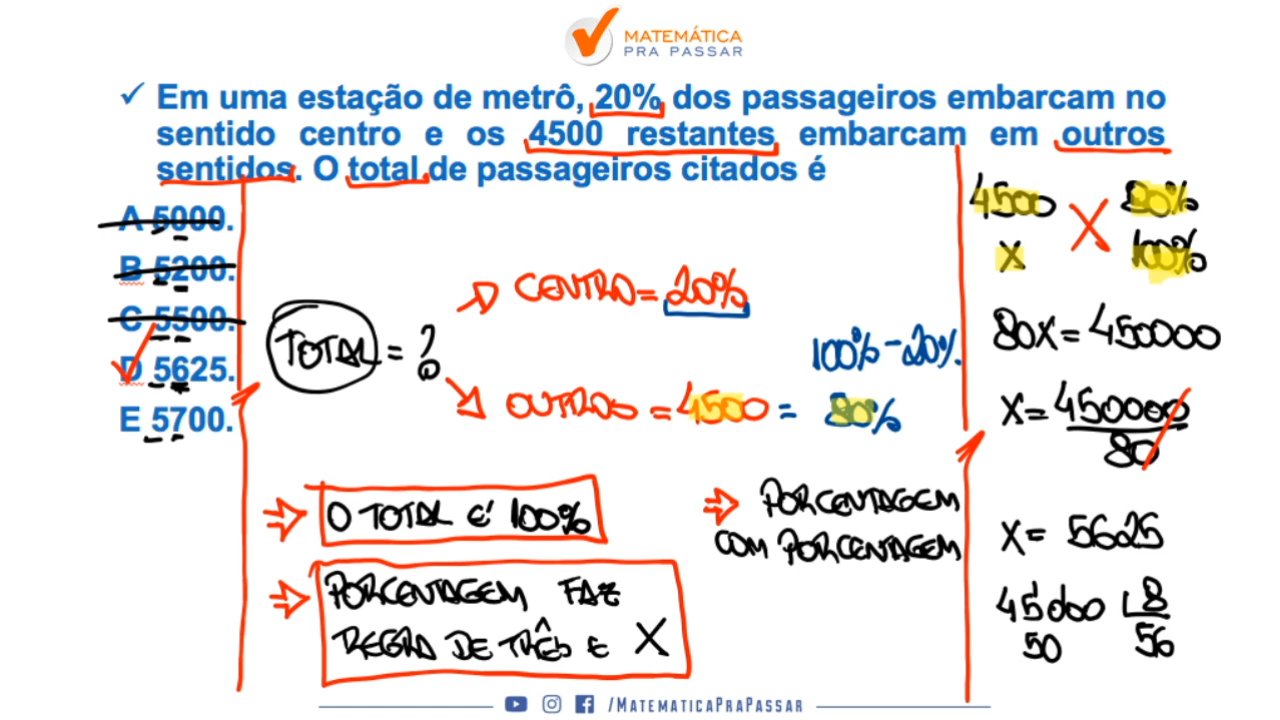 MATEMÁTICA
PRA PASSAR
✓ Em uma estação de metrô, 20% dos passageiros embarcam no
sentido centro e os 4500 restantes embarcam em outros
sentidos. O total de passageiros citados é
A 5000.
B 5200.
C 5500.
D 5625.
E 5700.
TOTAL = ?
CENTRO = 20%
OUTROS = 4500 = 80%
100% - 20%.
O TOTAL É 100%
PORCENTAGEM FAZ
REGRA DE TRÊS E X
PORCENTAGEM
COM PORCENTAGEM
4500 X 80%
X 100%
80X = 450000
X = 450000
80
X = 5625
45000 8
50 56
/MATEMATICAPRAPASSAR